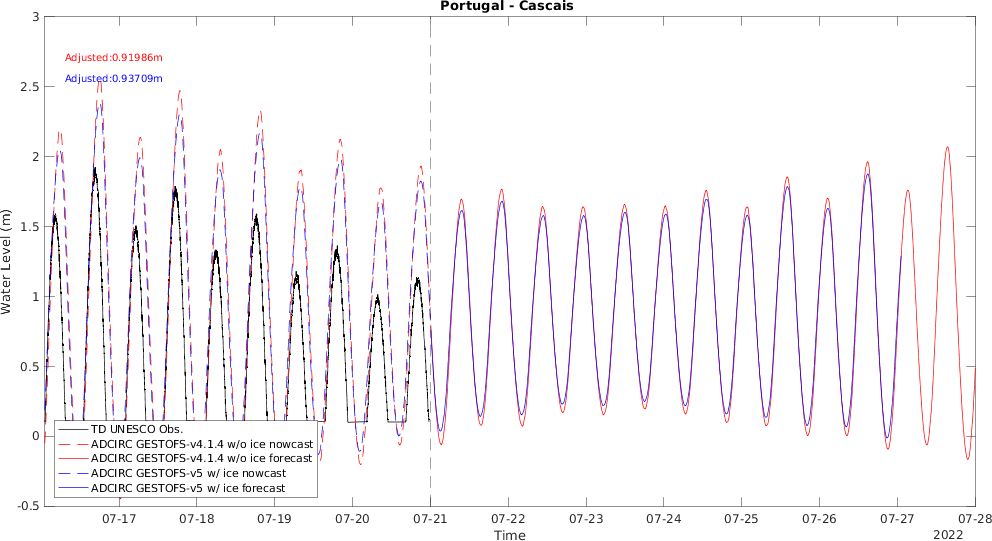 Portugal - Cascais
3
Adjusted:0.91986m
Adjusted:0.93709m
2.5
2
1.5
1
0.5
0
-0.5
Water Level (m)
TD UNESCO Obs.
ADCIRC GESTOFS-v4.1.4 w/o ice nowcast
ADCIRC GESTOFS-v4.1.4 w/o ice forecast
ADCIRC GESTOFS-v5 w/ ice nowcast
ADCIRC GESTOFS-v5 w/ ice forecast
07-17 07-18 07-19 07-20 07-21 07-22 07-23 07-24 07-25 07-26 07-27 07-28
Time
2022